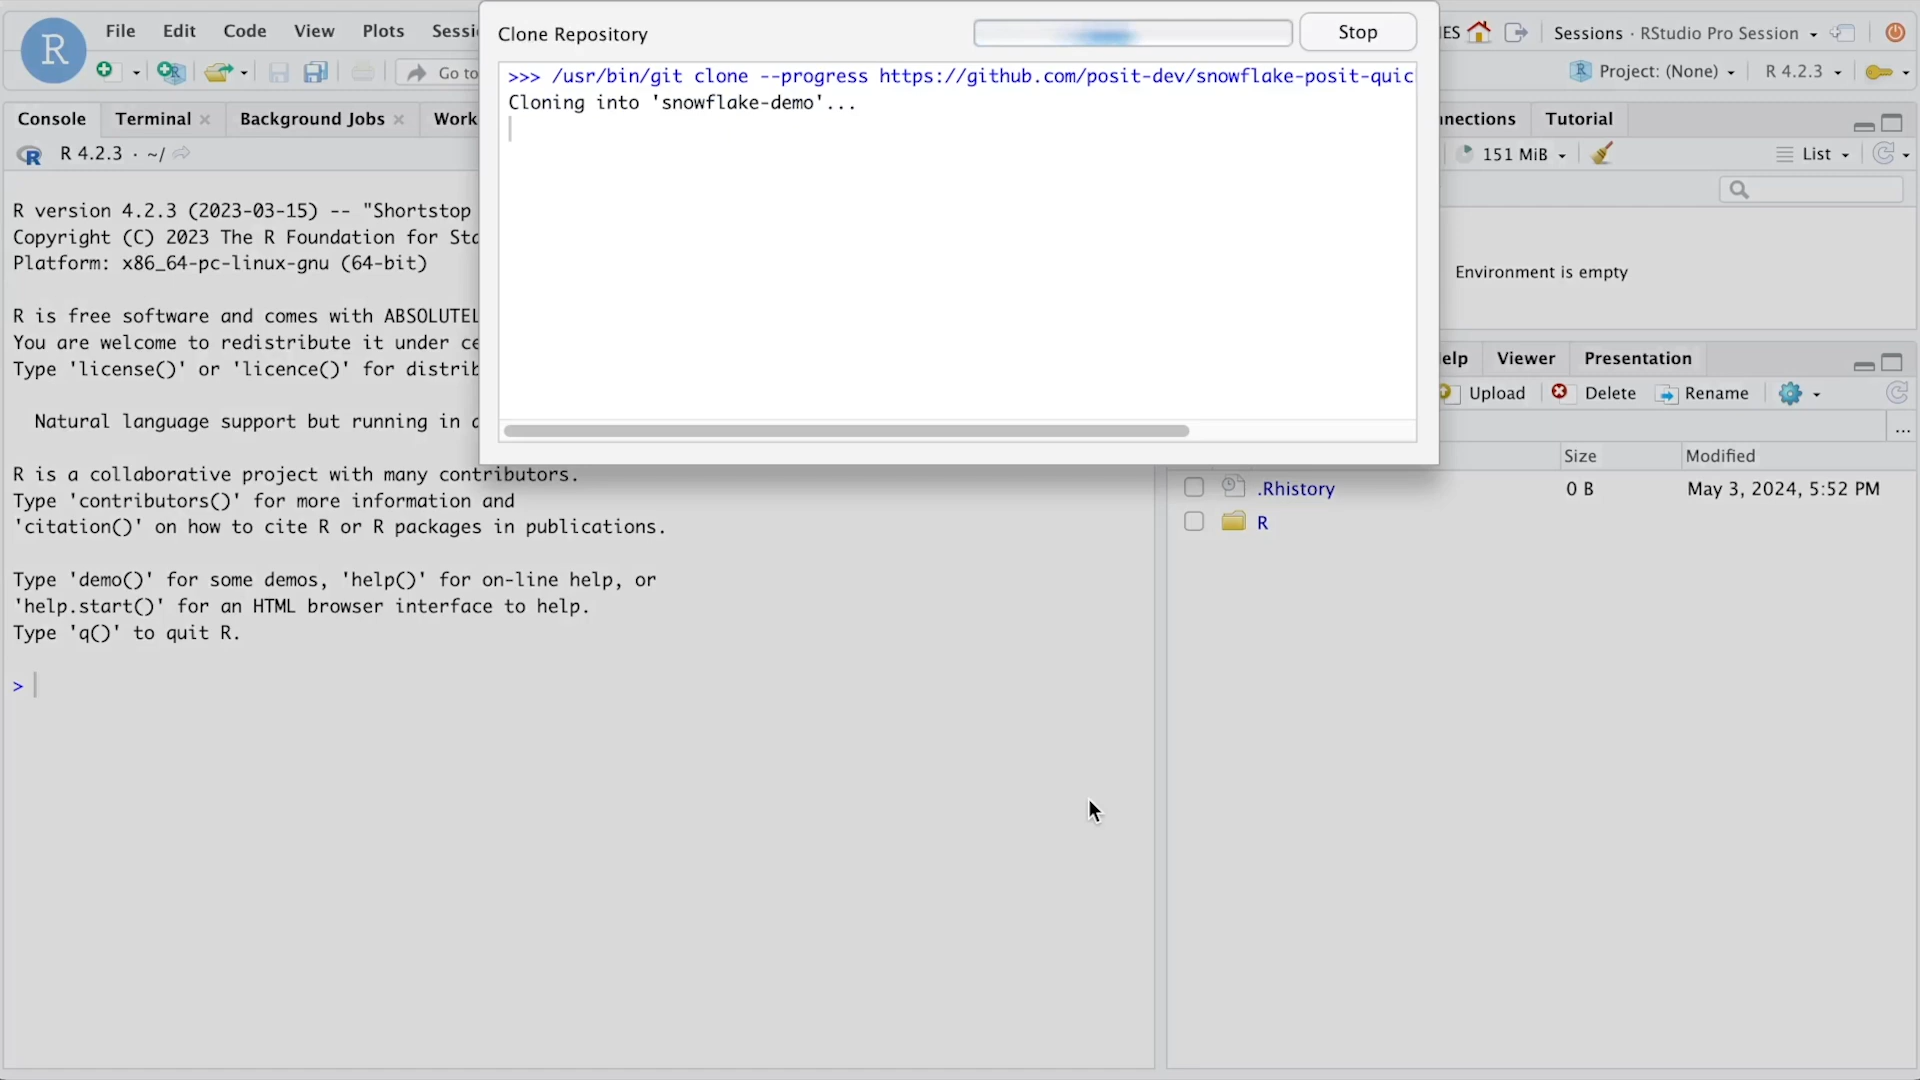 R
File Edit Code View Plots
Clone Repository
Stop
Sessions · RStudio Pro Session
Project: (None)
R 4.2.3
>>> /usr/bin/git clone --progress https://github.com/posit-dev/snowflake-posit-quic
Cloning into 'snowflake-demo'...
Console Terminal Background Jobs
Tutorial
R 4.2.3 · ~/
151 MiB
List
R version 4.2.3 (2023-03-15) -- "Shortstop
Copyright (C) 2023 The R Foundation for Sta
Platform: x86_64-pc-linux-gnu (64-bit)
R is free software and comes with ABSOLUTEL
You are welcome to redistribute it under ce
Type 'license()' or 'licence()' for distrib
Natural language support but running in a
R is a collaborative project with many contributors.
Type 'contributors()' for more information and
'citation()' on how to cite R or R packages in publications.
Type 'demo()' for some demos, 'help()' for on-line help, or
'help.start()' for an HTML browser interface to help.
Type 'q()' to quit R.
>
Environment is empty
Viewer Presentation
Upload Delete Rename
...
Size Modified
.Rhistory 0 B May 3, 2024, 5:52 PM
R